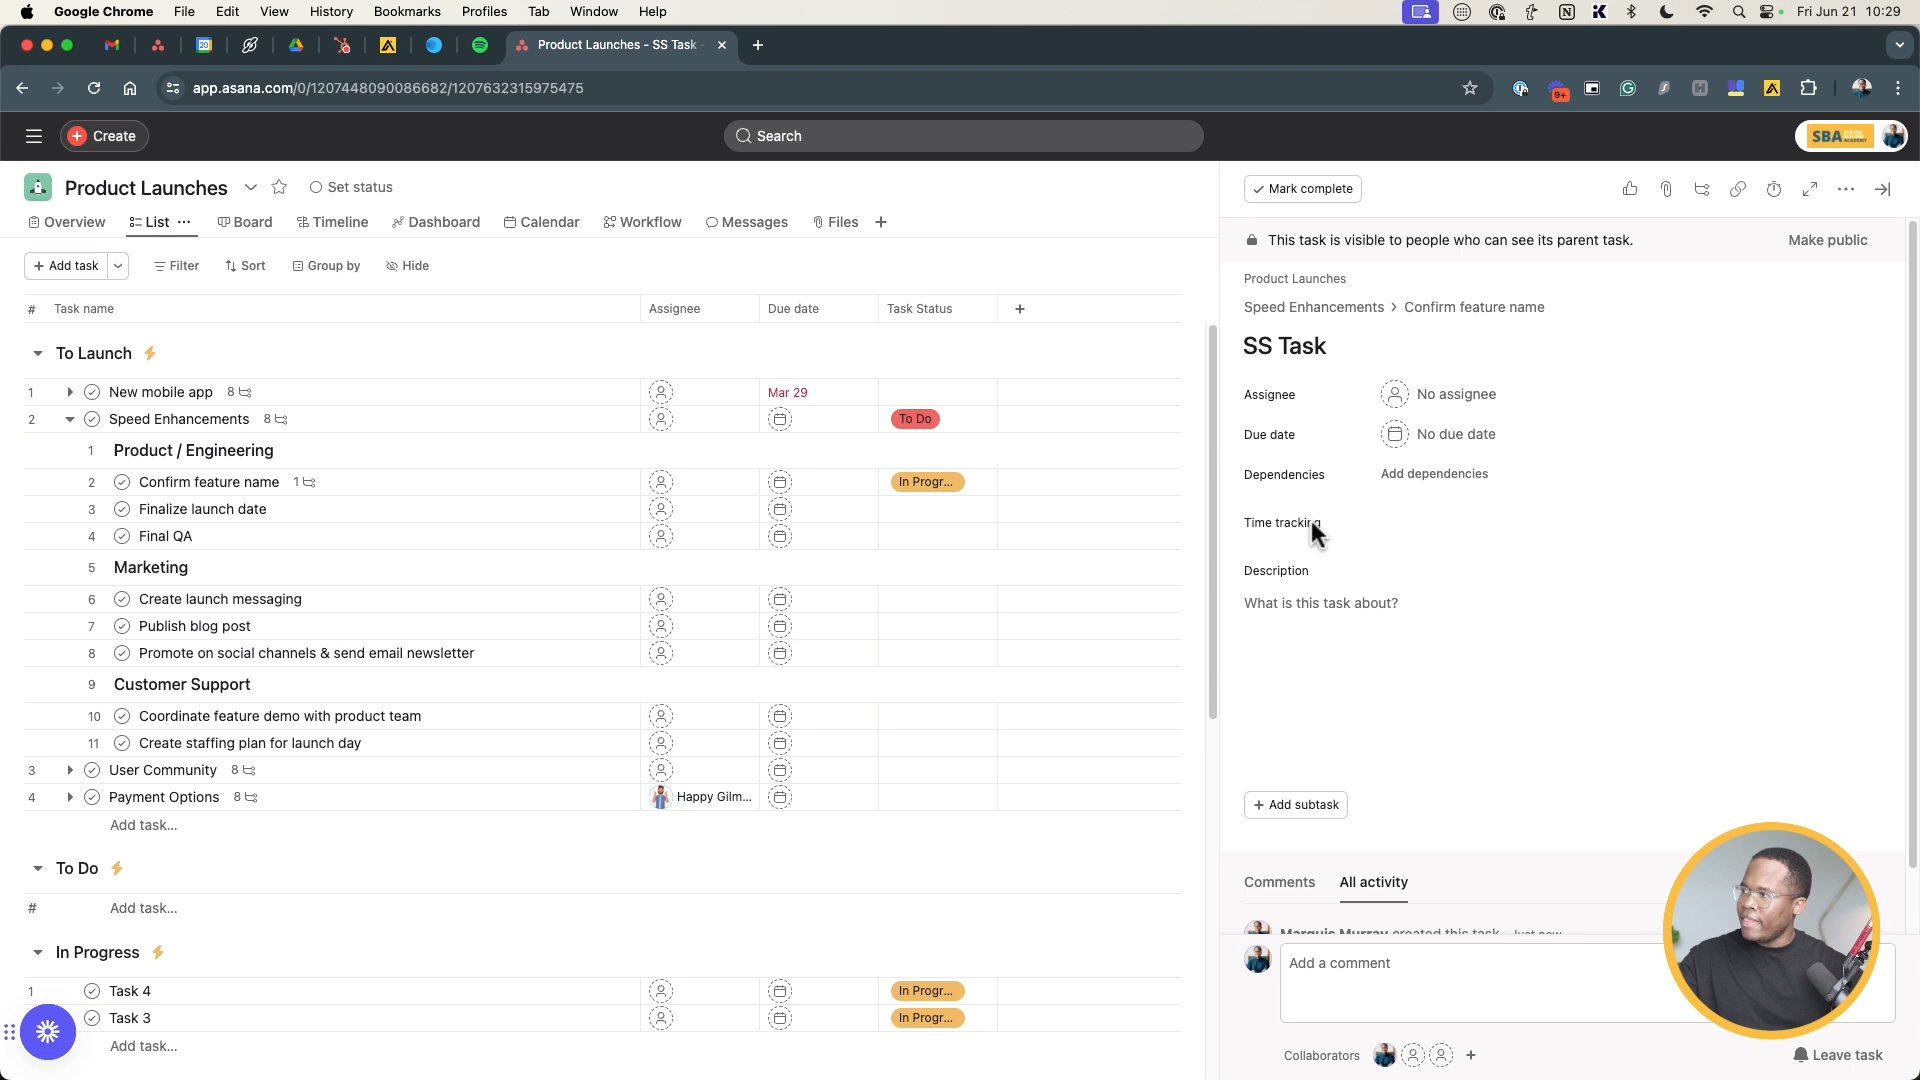 Google Chrome File Edit View History Bookmarks Profiles Tab Window Help
Fri Jun 21 10:29
20
Product Launches - SS Task
app.asana.com/0/1207448090086682/1207632315975475
9+
Create
Search
SBA
Product Launches
Set status
Overview List Board Timeline Dashboard Calendar Workflow Messages Files
Add task Filter Sort Group by Hide
# Task name Assignee Due date Task Status
To Launch
1 New mobile app 8 Mar 29
2 Speed Enhancements 8 To Do
1 Product / Engineering
2 Confirm feature name 1 In Progr...
3 Finalize launch date
4 Final QA
5 Marketing
6 Create launch messaging
7 Publish blog post
8 Promote on social channels & send email newsletter
9 Customer Support
10 Coordinate feature demo with product team
11 Create staffing plan for launch day
3 User Community 8
4 Payment Options 8 Happy Gilm...
Add task...
To Do
# Add task...
In Progress
1 Task 4 In Progr...
Task 3 In Progr...
Add task...
Mark complete
This task is visible to people who can see its parent task. Make public
Product Launches
Speed Enhancements > Confirm feature name
SS Task
Assignee No assignee
Due date No due date
Dependencies Add dependencies
Time tracking
Description
What is this task about?
Add subtask
Comments All activity
Marquis Murray created this task Just now
Add a comment
Collaborators
Leave task